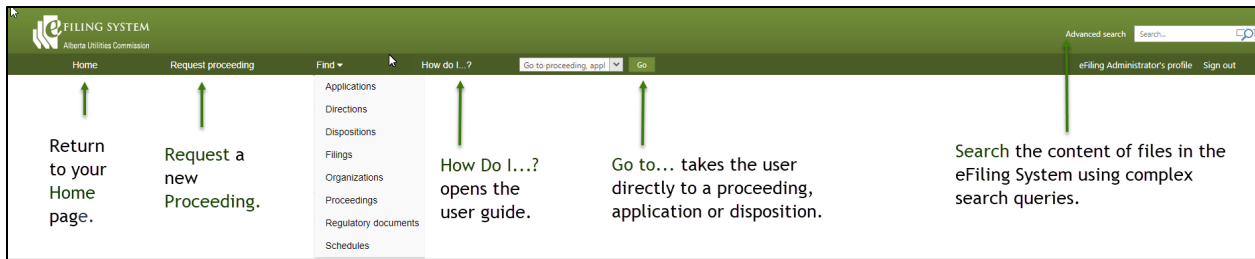 eFILING SYSTEM
Alberta Utilities Commission
Advanced search Search...
Home Request proceeding Find How do I...? Go to proceeding, appl Go eFiling Administrator's profile Sign out
Applications
Directions
Dispositions
Filings
Organizations
Proceedings
Regulatory documents
Schedules
Return
to your
Home
page.
Request a
new
Proceeding.
How Do I...?
opens the
user guide.
Go to... takes the user
directly to a proceeding,
application or disposition.
Search the content of files in the
eFiling System using complex
search queries.